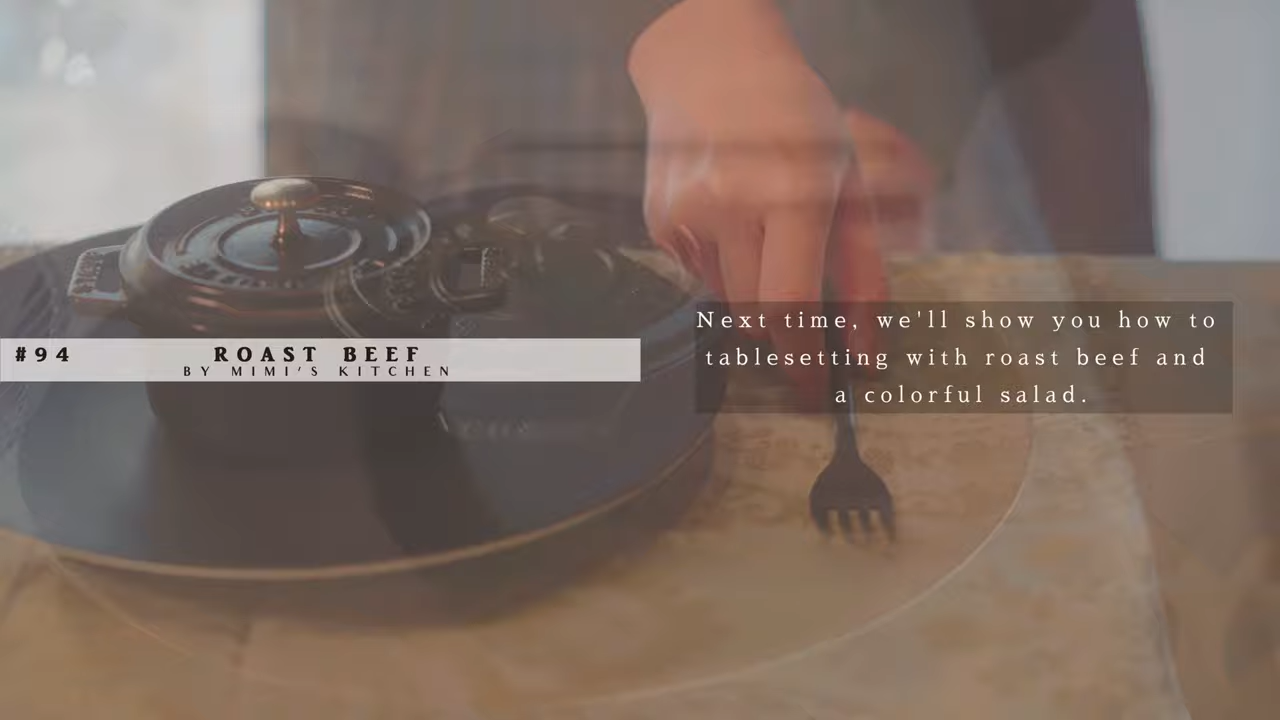 #94
ROAST BEEF
BY MIMI'S KITCHEN
Next time, we'll show you how to
tablesetting with roast beef and
a colorful salad.